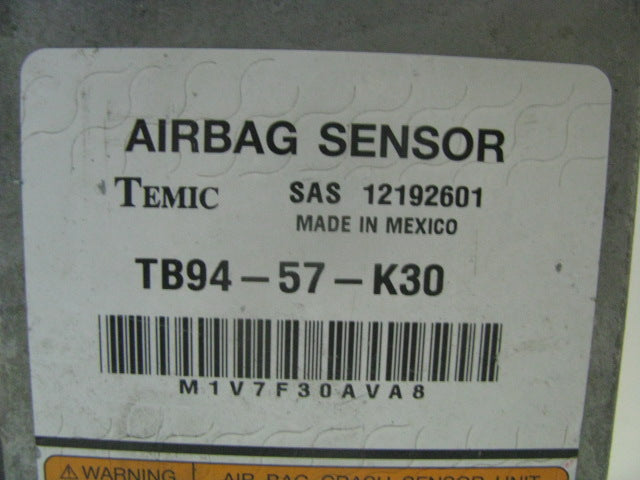 AIRBAG SENSOR
TEMIC SAS 12192601
MADE IN MEXICO
TB94-57-K30
M1V7F30AVA8
WARNING AIR BAG CRASH SENSOR UNIT